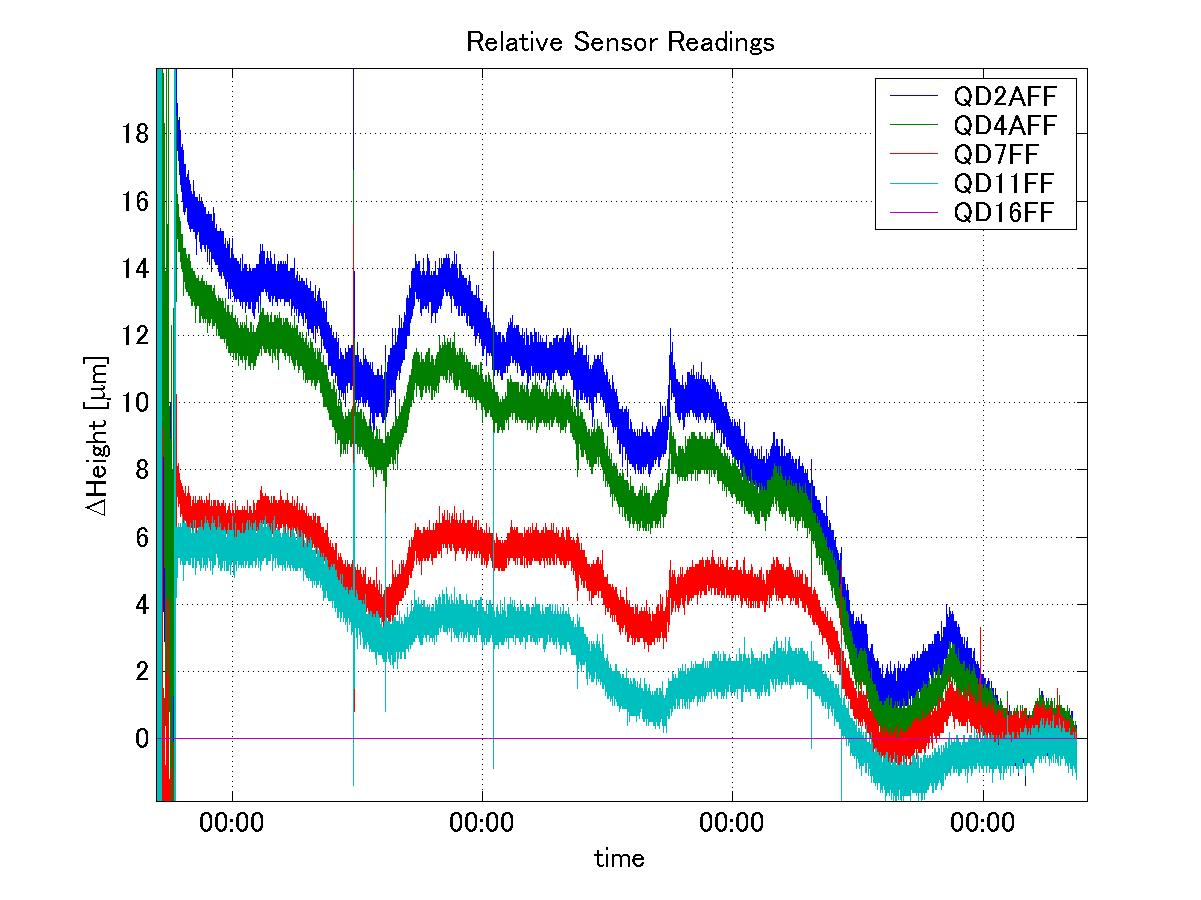 Relative Sensor Readings
QD2AFF
QD4AFF
QD7FF
QD11FF
QD16FF
ΔHeight [μm]
18
16
14
12
10
8
6
4
2
0
00:00 00:00 00:00 00:00
time